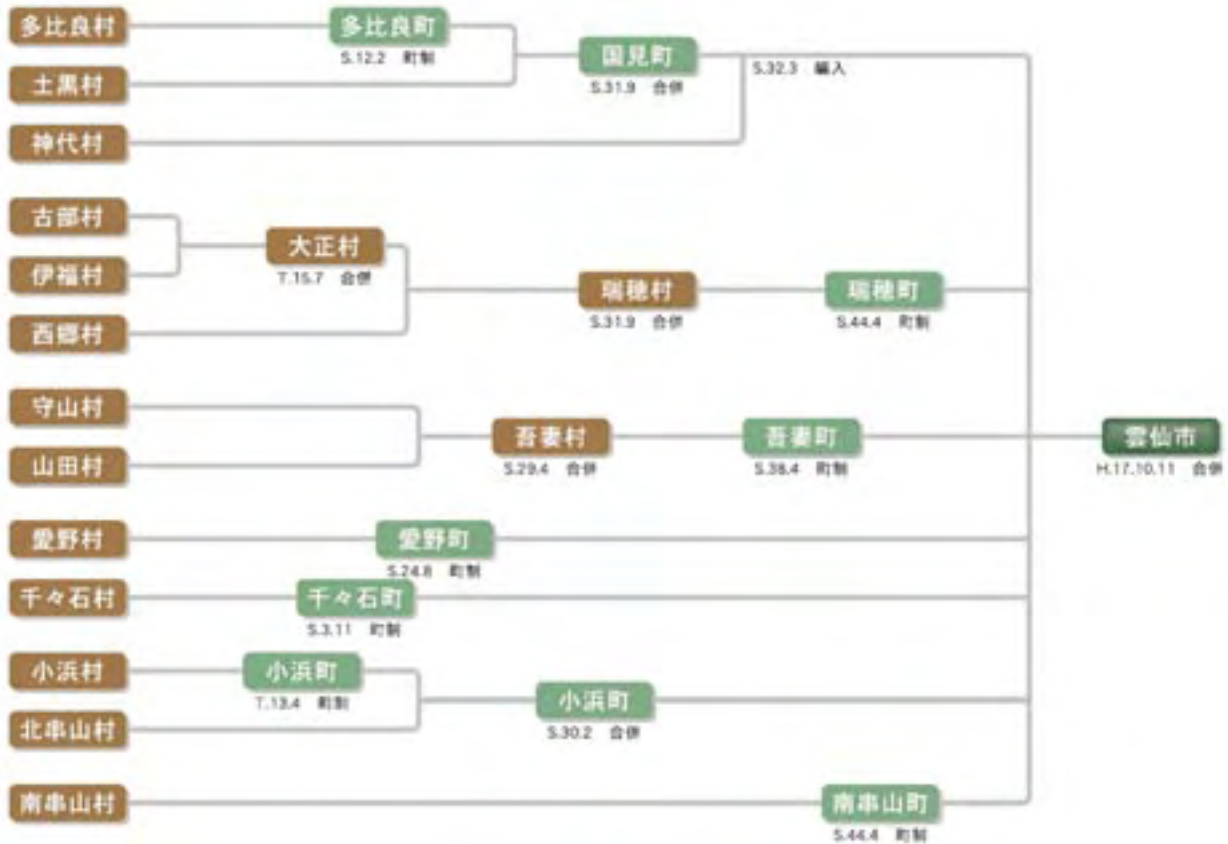 多比良村
多比良町
S.12.2 町制
国見町
S.31.9 合併
S.32.3 編入
土黒村
神代村
古部村
大正村
T.15.7 合併
伊福村
瑞穂村
S.31.9 合併
瑞穂町
S.44.4 町制
西郷村
守山村
吾妻村
S.29.4 合併
吾妻町
S.38.4 町制
雲仙市
H.17.10.11 合併
山田村
愛野村
愛野町
S.24.8 町制
千々石村
千々石町
S.3.11 町制
小浜村
小浜町
T.13.4 町制
小浜町
S.30.2 合併
北串山村
南串山村
南串山町
S.44.4 町制